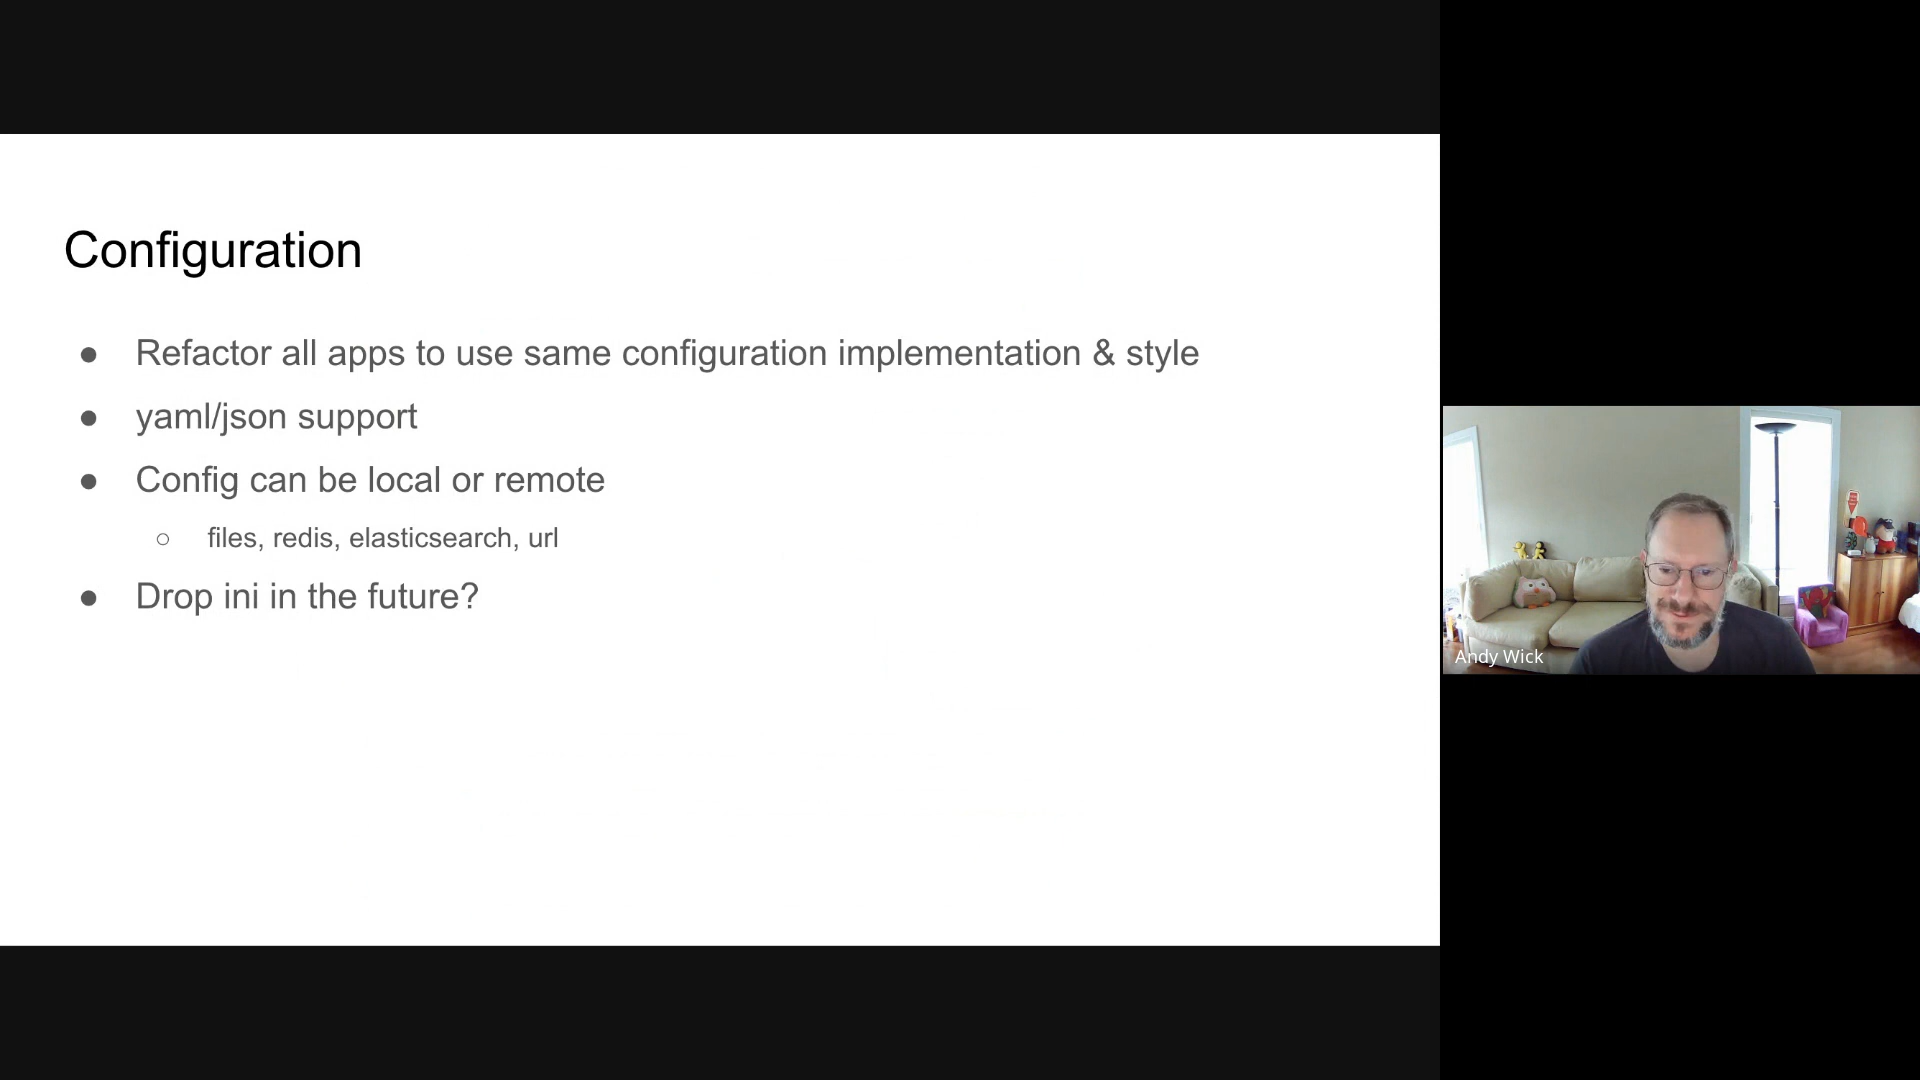 Configuration
● Refactor all apps to use same configuration implementation & style
● yaml/json support
● Config can be local or remote
○ files, redis, elasticsearch, url
● Drop ini in the future?
Andy Wick